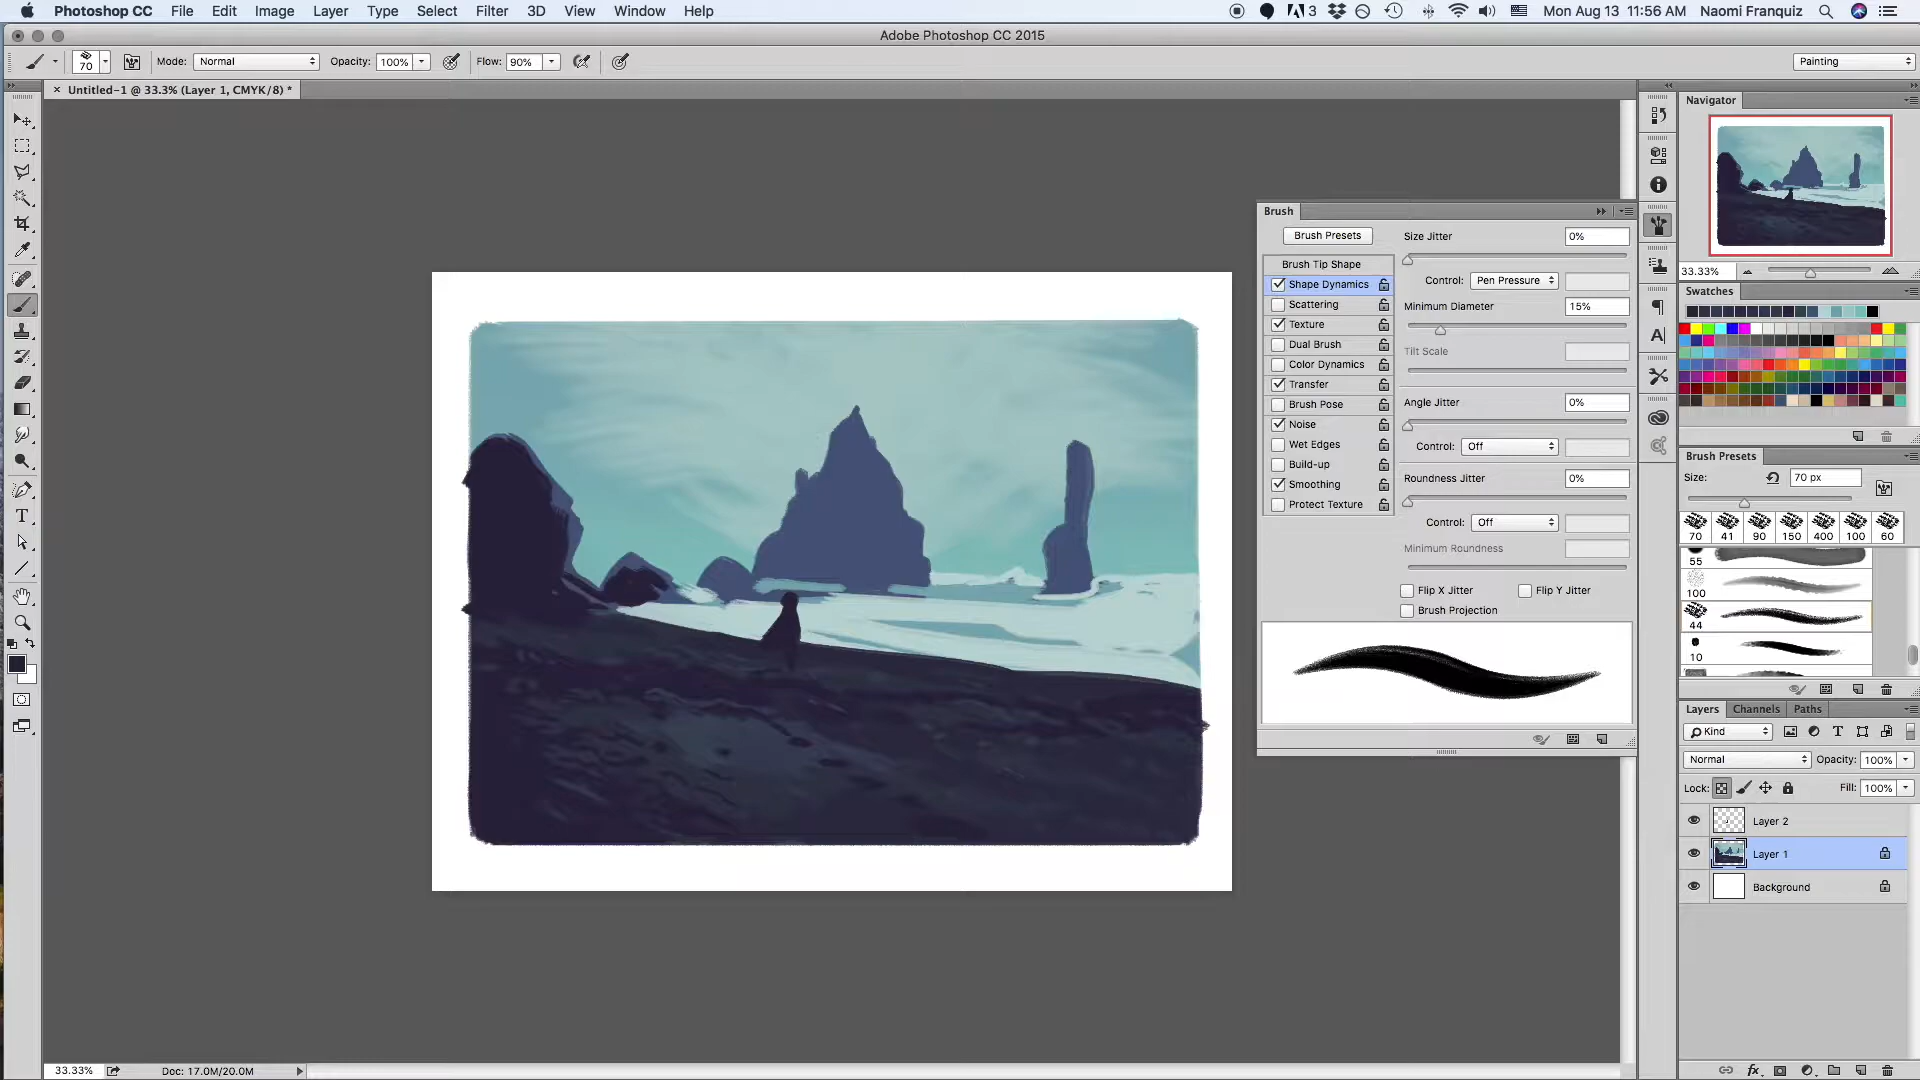 Photoshop CC File Edit Image Layer Type Select Filter 3D View Window Help 3 Mon Aug 13 11:56 AM Naomi Franquiz
Adobe Photoshop CC 2015
70 Mode: Normal Opacity: 100% Flow: 90% Painting
× Untitled-1 @ 33.3% (Layer 1, CMYK/8) *
Navigator
33.33%
Swatches
Brush
Brush Presets
Brush Tip Shape
Shape Dynamics
Scattering
Texture
Dual Brush
Color Dynamics
Transfer
Brush Pose
Noise
Wet Edges
Build-up
Smoothing
Protect Texture
Size Jitter 0%
Control: Pen Pressure
Minimum Diameter 15%
Tilt Scale
Angle Jitter 0%
Control: Off
Roundness Jitter 0%
Control: Off
Minimum Roundness
Flip X Jitter Flip Y Jitter
Brush Projection
Brush Presets
Size: 70 px
70 41 90 150 400 100 60
55
100
44
10
Layers Channels Paths
Kind
Normal Opacity: 100%
Lock: Fill: 100%
Layer 2
Layer 1
Background
fx
33.33% Doc: 17.0M/20.0M